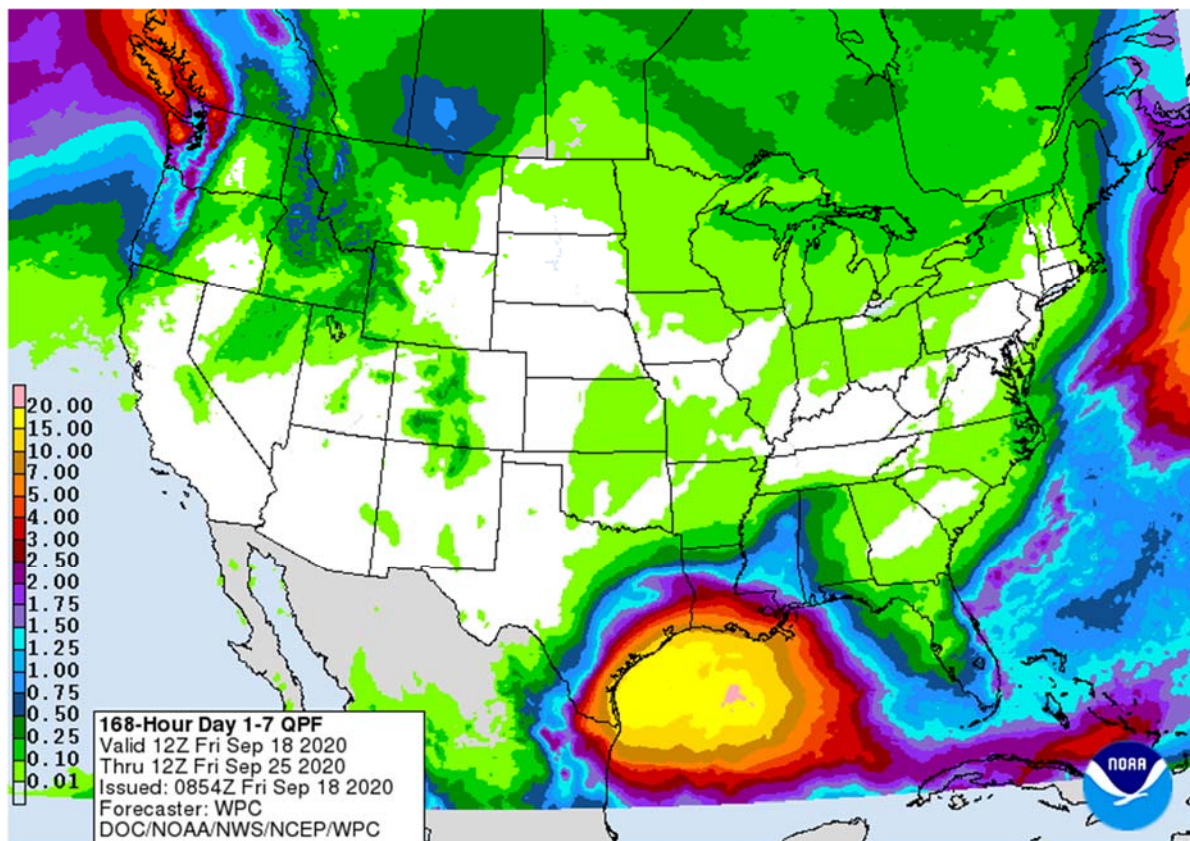 20.00
15.00
10.00
7.00
5.00
4.00
3.00
2.50
2.00
1.75
1.50
1.25
1.00
0.75
0.50
0.25
0.10
0.01
168-Hour Day 1-7 QPF
Valid 12Z Fri Sep 18 2020
Thru 12Z Fri Sep 25 2020
Issued: 0854Z Fri Sep 18 2020
Forecaster: WPC
DOC/NOAA/NWS/NCEP/WPC
NOAA